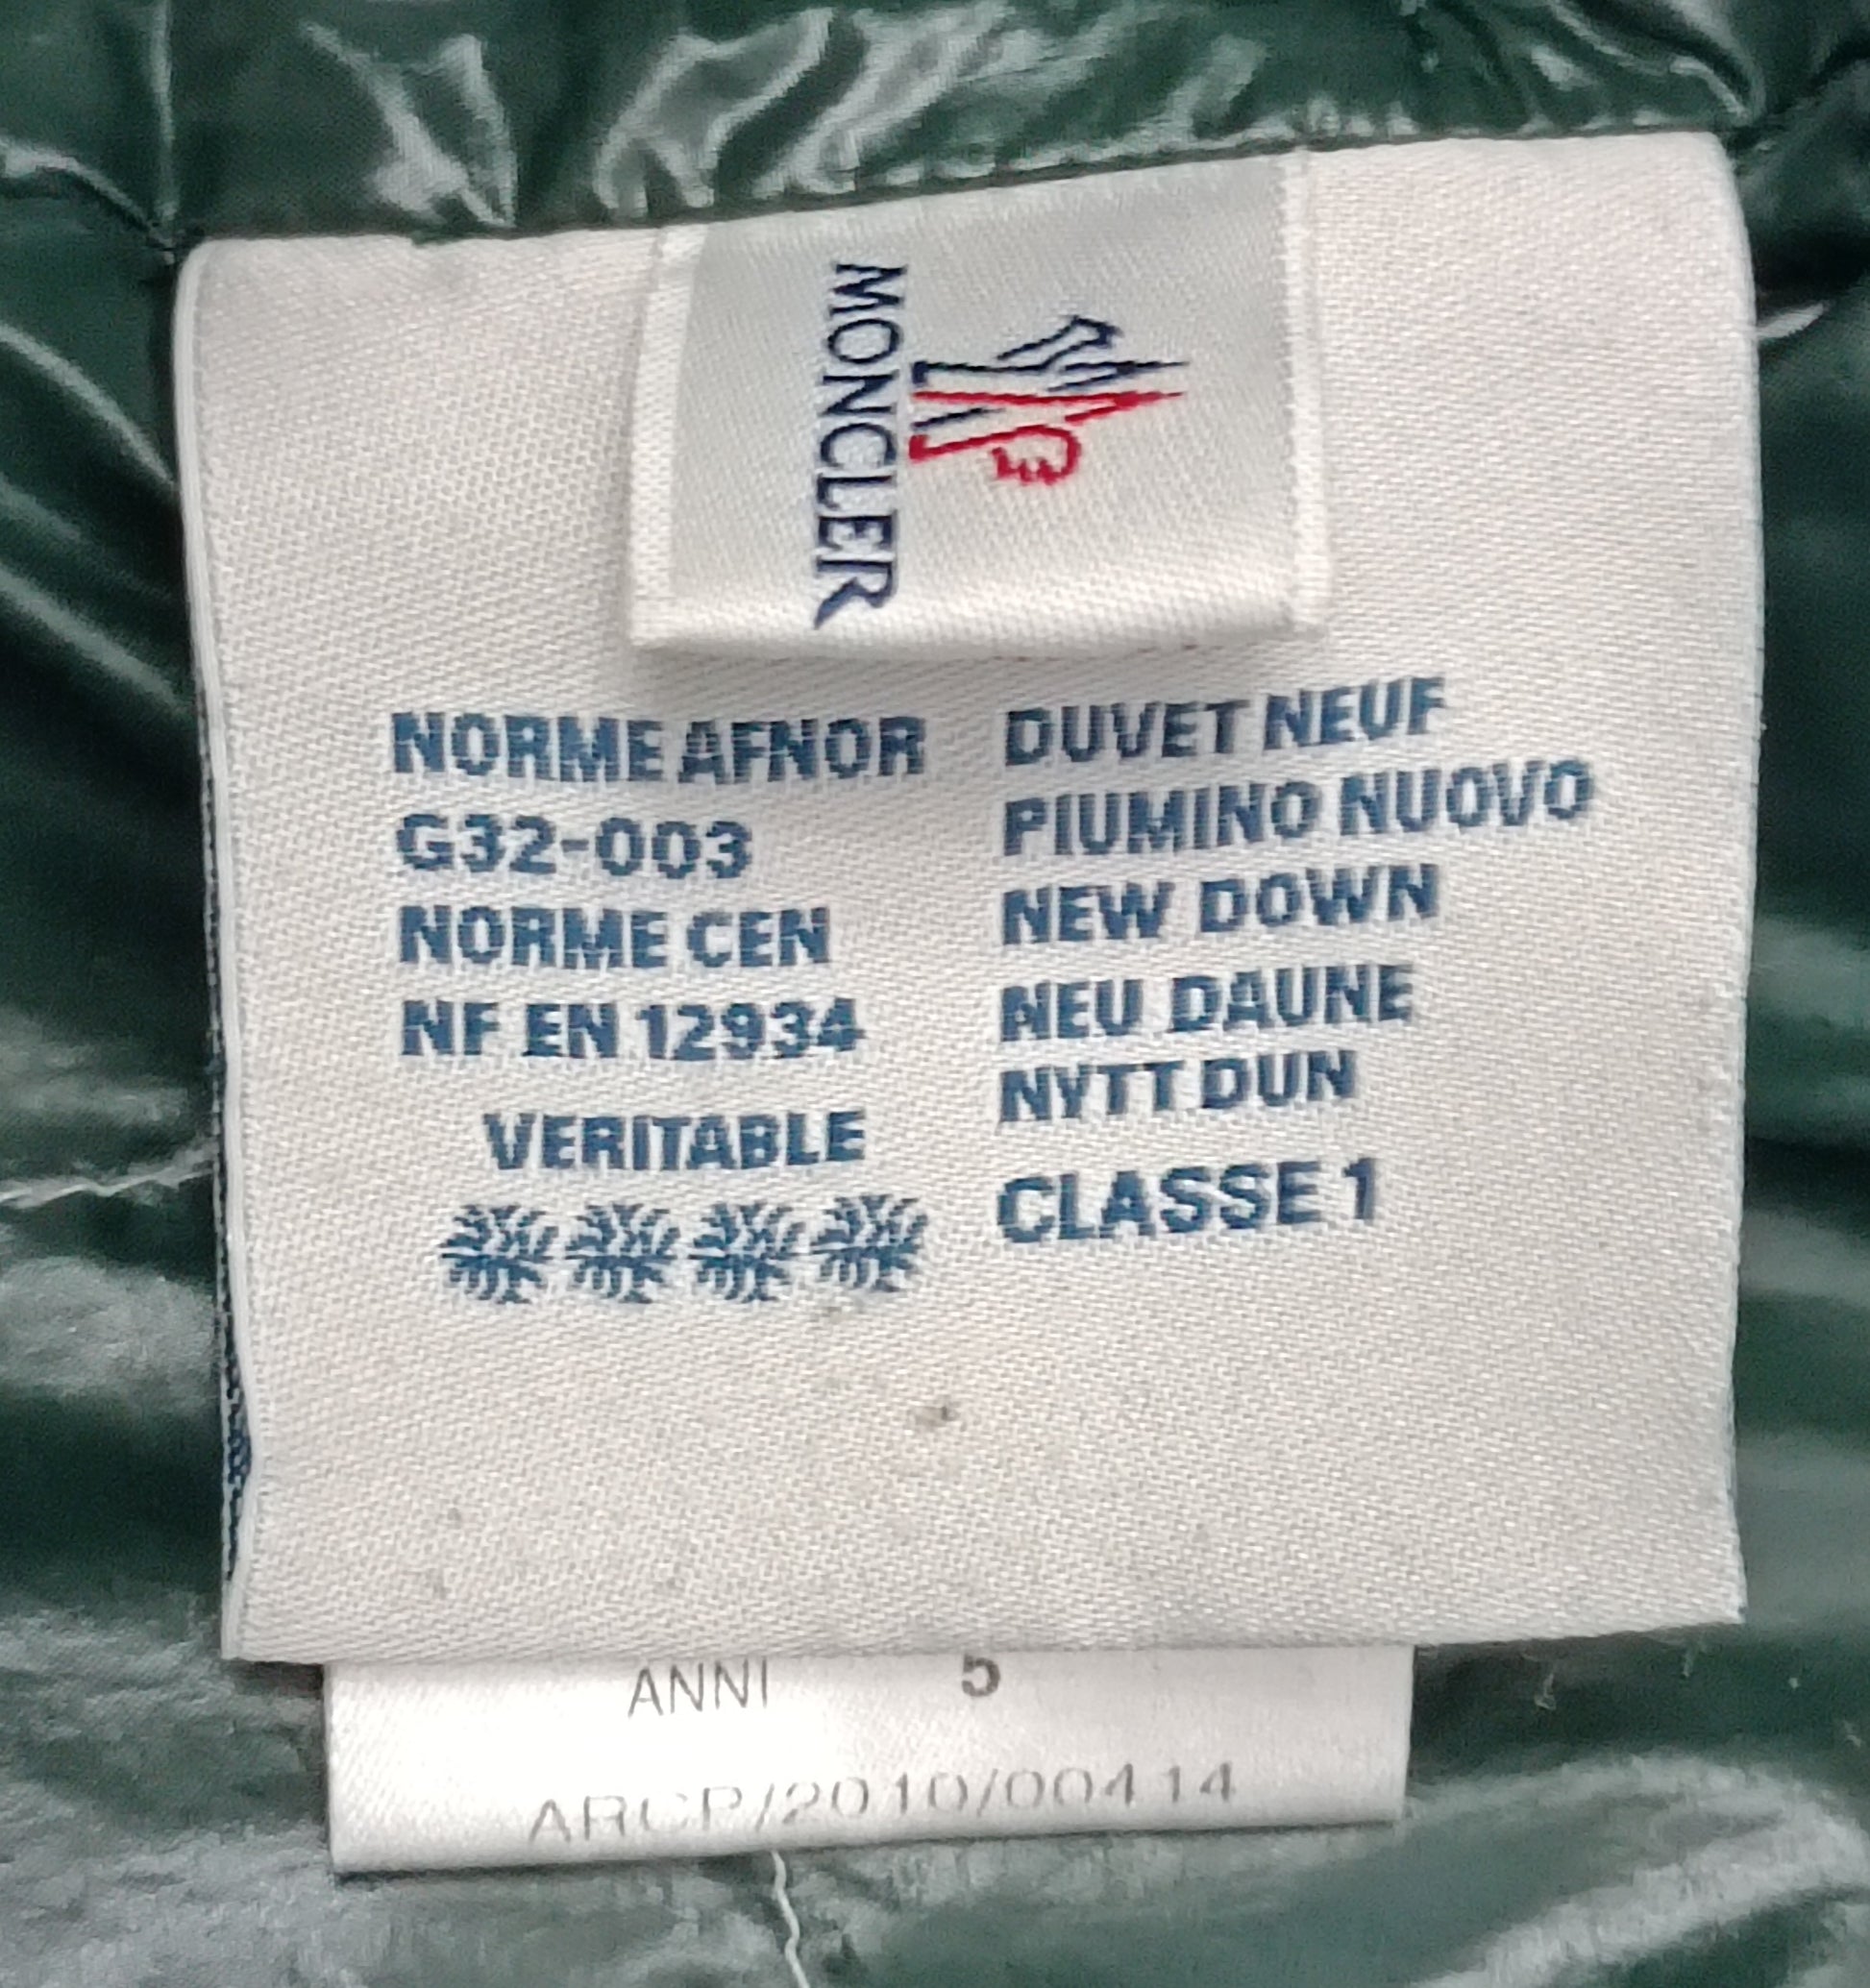 MONCLER
NORME AFNOR
G32-003
NORME CEN
NF EN 12934
VERITABLE
DUVET NEUF
PIUMINO NUOVO
NEW DOWN
NEU DAUNE
NYTT DUN
CLASSE 1
ANNI 5
ARCP/2010/00414